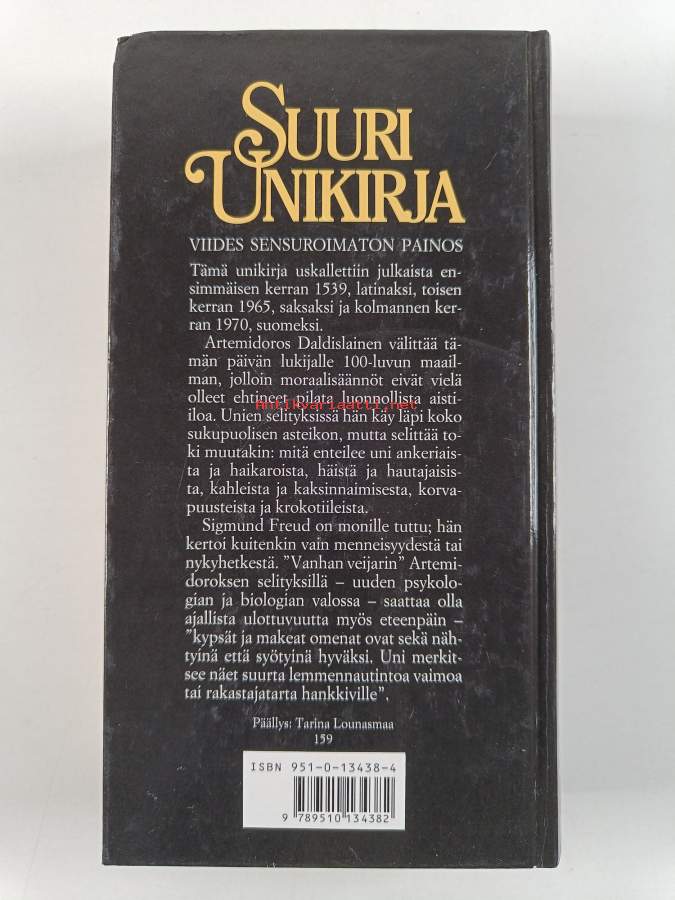 SUURI
UNIKIRJA
VIIDES SENSUROIMATON PAINOS
Tämä unikirja uskallettiin julkaista en-
simmäisen kerran 1539, latinaksi, toisen
kerran 1965, saksaksi ja kolmannen ker-
ran 1970, suomeksi.
Artemidoros Daldislainen välittää tä-
män päivän lukijalle 100-luvun maail-
man, jolloin moraalisäännöt eivät vielä
olleet ehtineet pilata luonnollista aisti-
antikvariaatti.net
iloa. Unien selityksissä hän käy läpi koko
sukupuolisen asteikon, mutta selittää to-
ki muutakin: mitä enteilee uni ankeriais-
ta ja haikaroista, häistä ja hautajaisis-
ta, kahleista ja kaksinnaimisesta, korva-
puusteista ja krokotiileista.
Sigmund Freud on monille tuttu; hän
kertoi kuitenkin vain menneisyydestä tai
nykyhetkestä. ”Vanhan veijarin” Artemi-
doroksen selityksillä – uuden psykolo-
gian ja biologian valossa – saattaa olla
ajallista ulottuvuutta myös eteenpäin –
”kypsät ja makeat omenat ovat sekä näh-
tyinä että syötyinä hyväksi. Uni merkit-
see näet suurta lemmennautintoa vaimoa
tai rakastajatarta hankkiville”.
Päällys: Tarina Lounasmaa
159
ISBN 951-0-13438-4
9 789510 134382